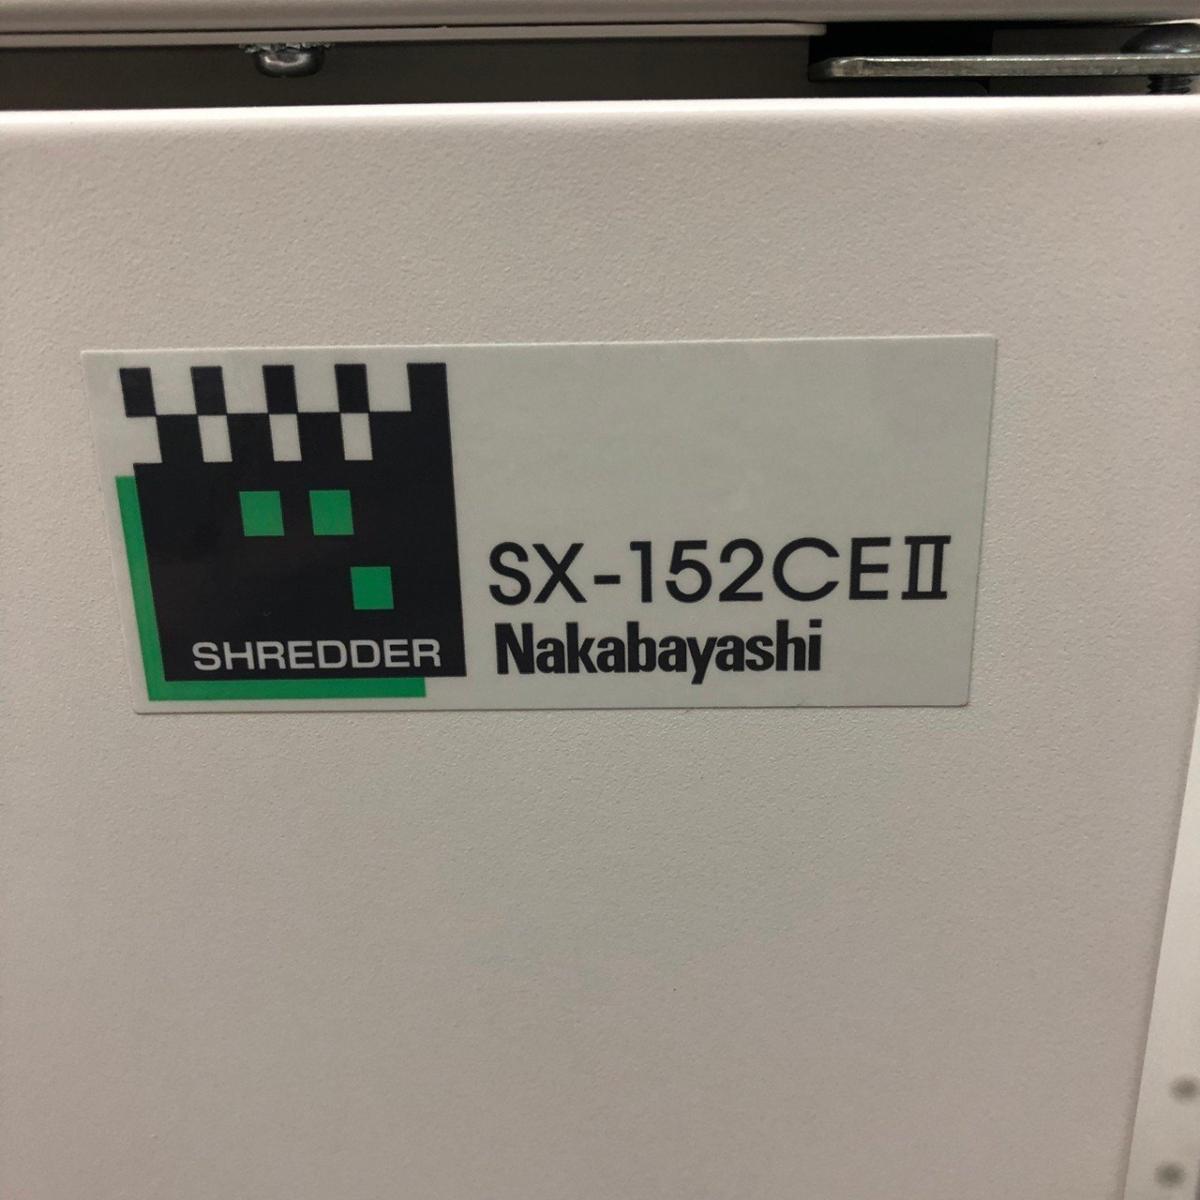 SX-152CEⅡ
Nakabayashi
SHREDDER